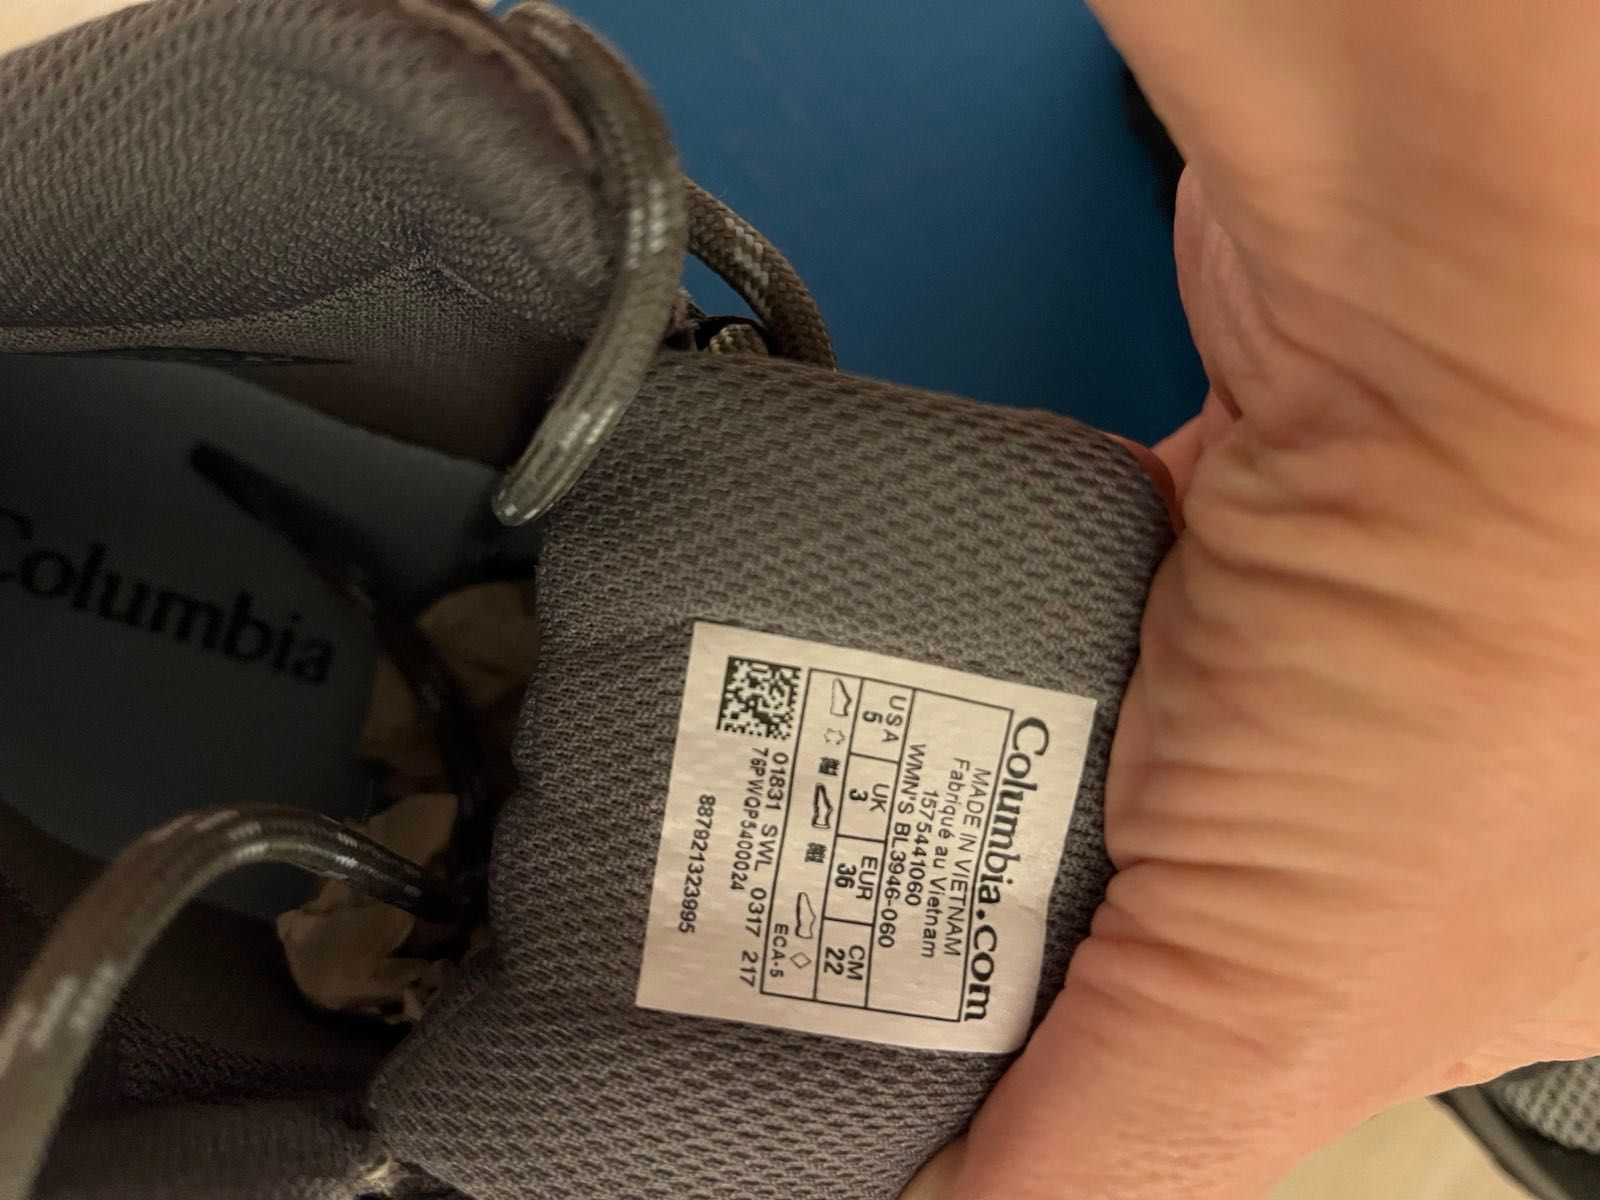 Columbia.com
MADE IN VIETNAM
Fabriqué au Vietnam
1575441060
WMN'S BL3946-060
USA UK EUR CM
5 3 36 22
ECA-5
01831 SWL 0317 217
76PWQP5400024
887921323995
Columbia